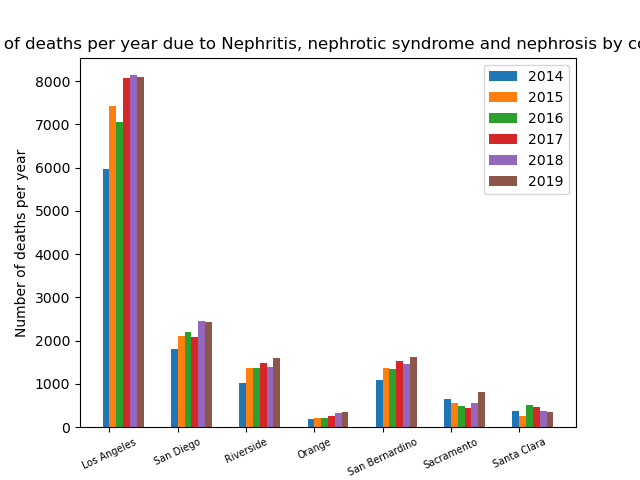 of deaths per year due to Nephritis, nephrotic syndrome and nephrosis by
Number of deaths per year
8000
7000
6000
5000
4000
3000
2000
1000
0
2014
2015
2016
2017
2018
2019
Los Angeles
San Diego
Riverside
Orange
San Bernardino
Sacramento
Santa Clara